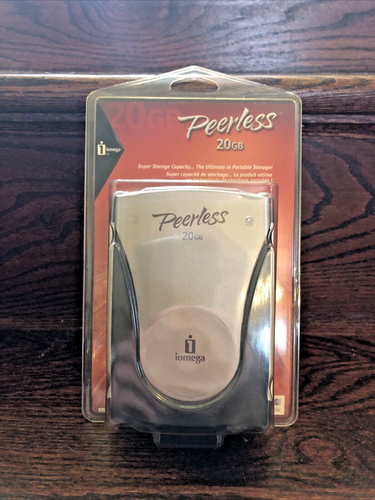 20GB
Peerless™
20GB
iomega
Super Storage Capacity... The Ultimate in Portable Storage!
Super capacité de stockage... Le produit ultime
Peerless
20GB
iomega